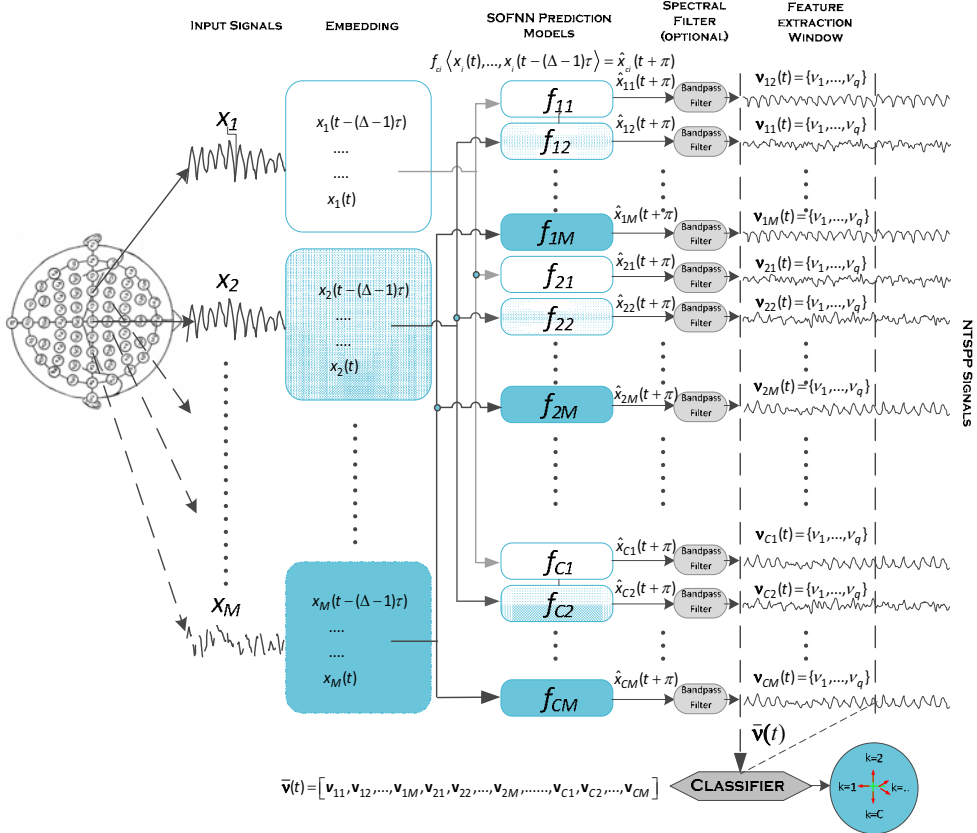 INPUT SIGNALS
EMBEDDING
SOFNN PREDICTION
MODELS
SPECTRAL
FILTER
(OPTIONAL)
FEATURE
EXTRACTION
WINDOW
f_ci ⟨x_i(t),...,x_i(t−(Δ−1)τ⟩ = x̂_ci(t+π)
x_1
x_1(t−(Δ−1)τ)
....
....
x_1(t)
f_11
x̂_11(t+π)
Bandpass
Filter
v_12(t)={ν_1,...,ν_q}
f_12
x̂_12(t+π)
Bandpass
Filter
v_11(t)={ν_1,...,ν_q}
f_1M
x̂_1M(t+π)
Bandpass
Filter
v_1M(t)={ν_1,...,ν_q}
x_2
x_2(t−(Δ−1)τ)
....
....
x_2(t)
f_21
x̂_21(t+π)
Bandpass
Filter
v_21(t)={ν_1,...,ν_q}
f_22
x̂_22(t+π)
Bandpass
Filter
v_22(t)={ν_1,...,ν_q}
f_2M
x̂_2M(t+π)
Bandpass
Filter
v_2M(t)={ν_1,...,ν_q}
NTSPP SIGNALS
f_C1
x̂_C1(t+π)
Bandpass
Filter
v_C1(t)={ν_1,...,ν_q}
x_M
x_M(t−(Δ−1)τ)
....
....
x_M(t)
f_C2
x̂_C2(t+π)
Bandpass
Filter
v_C2(t)={ν_1,...,ν_q}
f_CM
x̂_CM(t+π)
Bandpass
Filter
v_CM(t)={ν_1,...,ν_q}
v̄(t)
v̄(t)=[v_11,v_12,...,v_1M,v_21,v_22,...,v_2M,......,v_C1,v_C2,...,v_CM]
CLASSIFIER
k=2
k=1
k=..
k=C